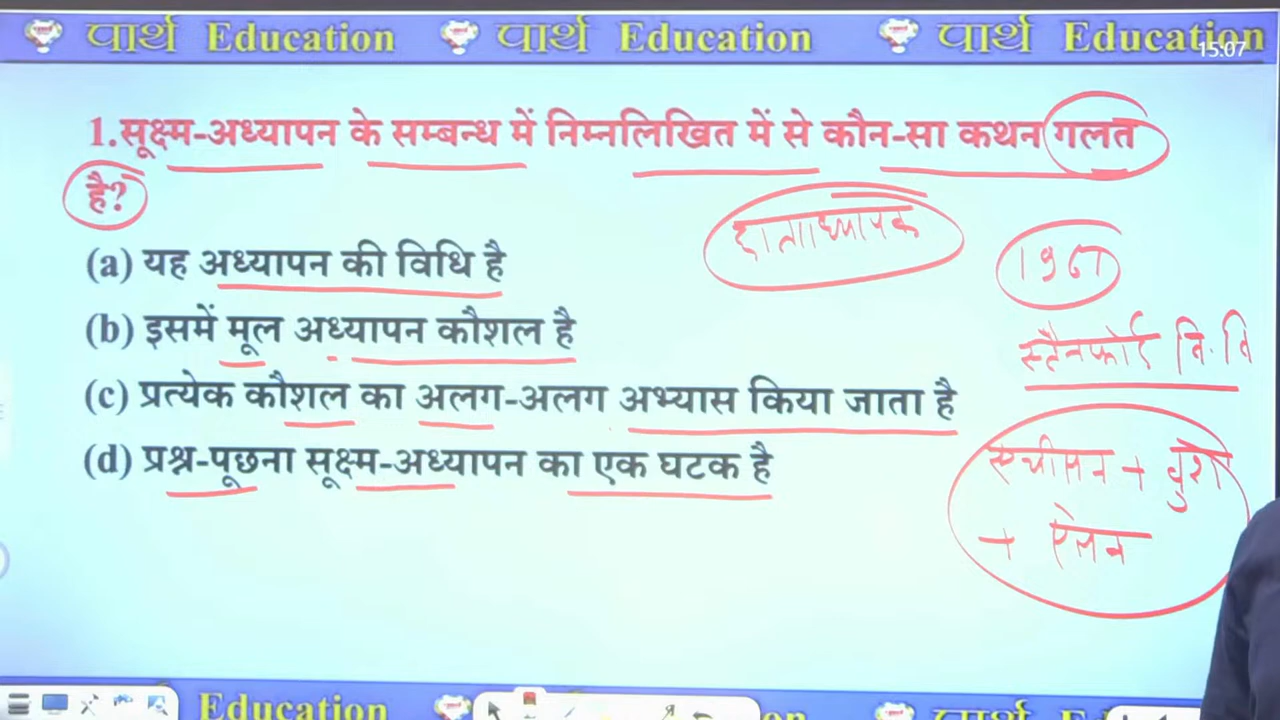 पार्थ Education पार्थ Education पार्थ Education
15:07
1.सूक्ष्म-अध्यापन के सम्बन्ध में निम्नलिखित में से कौन-सा कथन गलत
है?
(a) यह अध्यापन की विधि है
(b) इसमें मूल अध्यापन कौशल है
(c) प्रत्येक कौशल का अलग-अलग अभ्यास किया जाता है
(d) प्रश्न-पूछना सूक्ष्म-अध्यापन का एक घटक है
1961
स्टैनफोर्ड वि. वि
+
+ ऐलन
Education